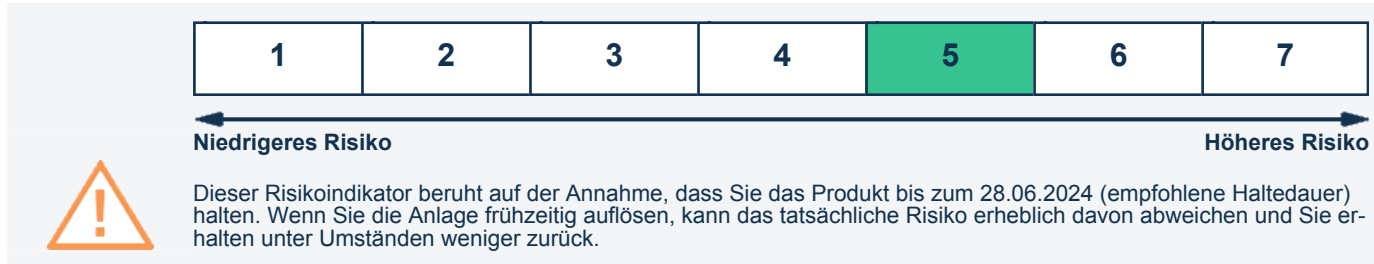 1 2 3 4 5 6 7
Niedrigeres Risiko Höheres Risiko
Dieser Risikoindikator beruht auf der Annahme, dass Sie das Produkt bis zum 28.06.2024 (empfohlene Haltedauer)
halten. Wenn Sie die Anlage frühzeitig auflösen, kann das tatsächliche Risiko erheblich davon abweichen und Sie er-
halten unter Umständen weniger zurück.